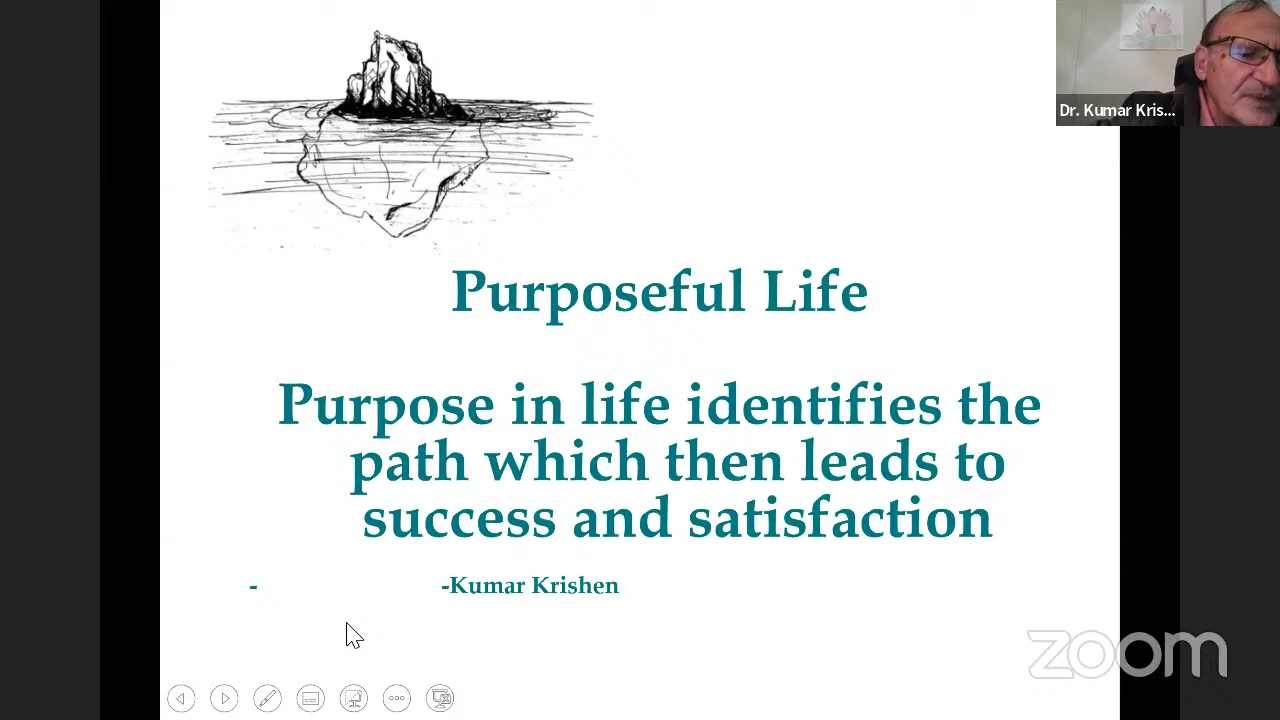 Dr. Kumar Kris...
Purposeful Life
Purpose in life identifies the
path which then leads to
success and satisfaction
- -Kumar Krishen
zoom